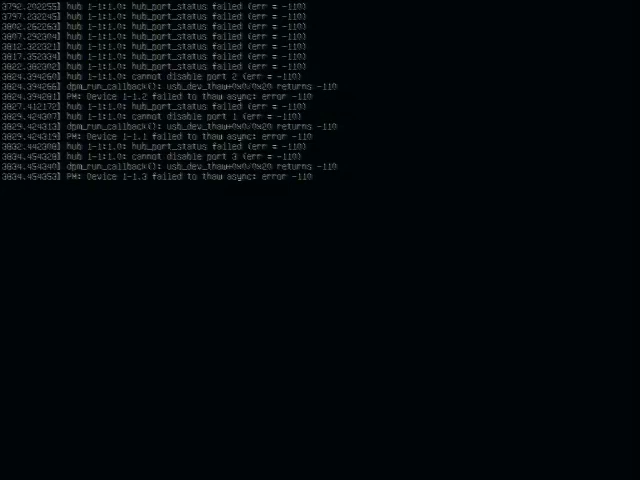 3792.202255] hub 1-1:1.0: hub_port_status failed (err = -110)
3797.232245] hub 1-1:1.0: hub_port_status failed (err = -110)
3802.262263] hub 1-1:1.0: hub_port_status failed (err = -110)
3807.292304] hub 1-1:1.0: hub_port_status failed (err = -110)
3812.322321] hub 1-1:1.0: hub_port_status failed (err = -110)
3817.352334] hub 1-1:1.0: hub_port_status failed (err = -110)
3822.382302] hub 1-1:1.0: hub_port_status failed (err = -110)
3824.394260] hub 1-1:1.0: cannot disable port 2 (err = -110)
3824.394266] dpm_run_callback(): usb_dev_thaw+0x0/0x20 returns -110
3824.394281] PM: Device 1-1.2 failed to thaw async: error -110
3827.412172] hub 1-1:1.0: hub_port_status failed (err = -110)
3829.424307] hub 1-1:1.0: cannot disable port 1 (err = -110)
3829.424313] dpm_run_callback(): usb_dev_thaw+0x0/0x20 returns -110
3829.424319] PM: Device 1-1.1 failed to thaw async: error -110
3832.442308] hub 1-1:1.0: hub_port_status failed (err = -110)
3834.454328] hub 1-1:1.0: cannot disable port 3 (err = -110)
3834.454340] dpm_run_callback(): usb_dev_thaw+0x0/0x20 returns -110
3834.454353] PM: Device 1-1.3 failed to thaw async: error -110